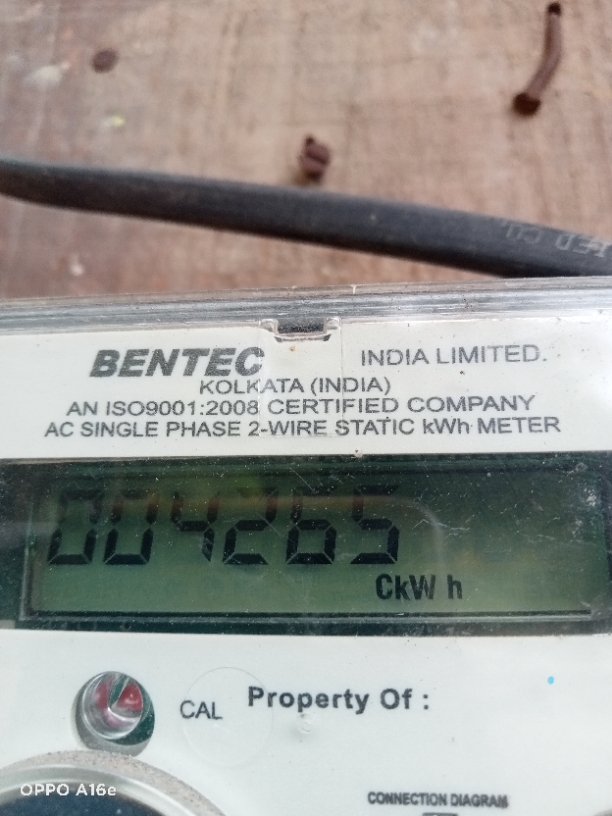 BENTEC INDIA LIMITED.
KOLKATA (INDIA)
AN ISO9001:2008 CERTIFIED COMPANY
AC SINGLE PHASE 2-WIRE STATIC kWh METER
004265
CkW h
CAL Property Of :
CONNECTION DIAGRAM
OPPO A16e